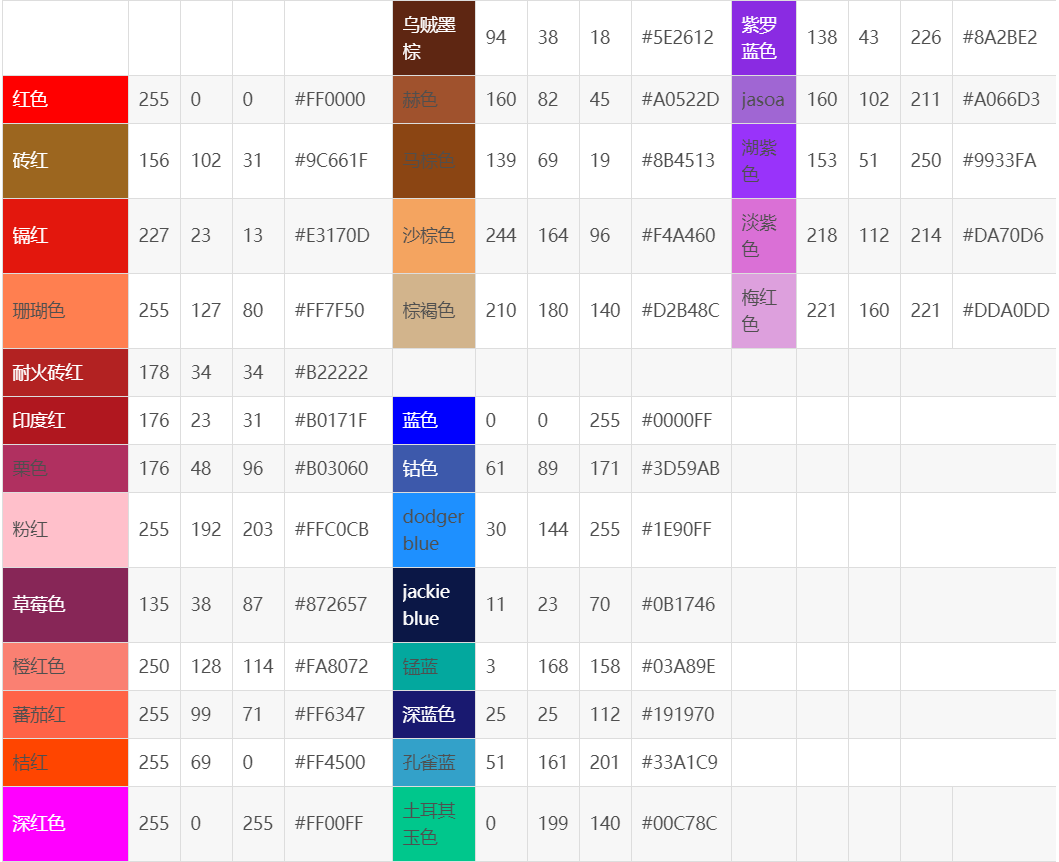 乌贼墨棕 94 38 18 #5E2612 紫罗蓝色 138 43 226 #8A2BE2
红色 255 0 0 #FF0000 赫色 160 82 45 #A0522D jasoa 160 102 211 #A066D3
砖红 156 102 31 #9C661F 马棕色 139 69 19 #8B4513 湖紫色 153 51 250 #9933FA
镉红 227 23 13 #E3170D 沙棕色 244 164 96 #F4A460 淡紫色 218 112 214 #DA70D6
珊瑚色 255 127 80 #FF7F50 棕褐色 210 180 140 #D2B48C 梅红色 221 160 221 #DDA0DD
耐火砖红 178 34 34 #B22222
印度红 176 23 31 #B0171F 蓝色 0 0 255 #0000FF
栗色 176 48 96 #B03060 钴色 61 89 171 #3D59AB
粉红 255 192 203 #FFC0CB dodger blue 30 144 255 #1E90FF
草莓色 135 38 87 #872657 jackie blue 11 23 70 #0B1746
橙红色 250 128 114 #FA8072 锰蓝 3 168 158 #03A89E
蕃茄红 255 99 71 #FF6347 深蓝色 25 25 112 #191970
桔红 255 69 0 #FF4500 孔雀蓝 51 161 201 #33A1C9
深红色 255 0 255 #FF00FF 土耳其玉色 0 199 140 #00C78C